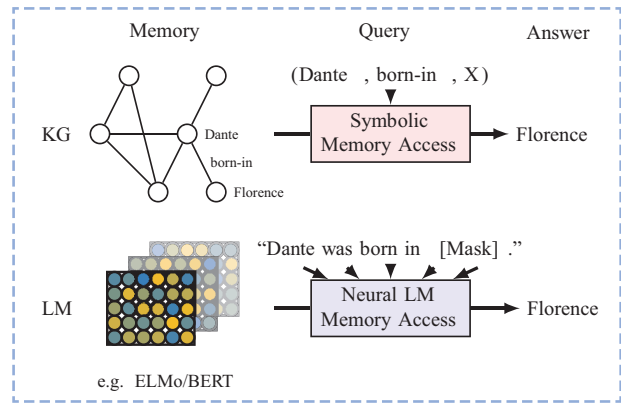 Memory Query Answer
(Dante , born-in , X)
KG
Dante
born-in
Florence
Symbolic
Memory Access
Florence
“Dante was born in [Mask] .”
LM
Neural LM
Memory Access
Florence
e.g. ELMo/BERT